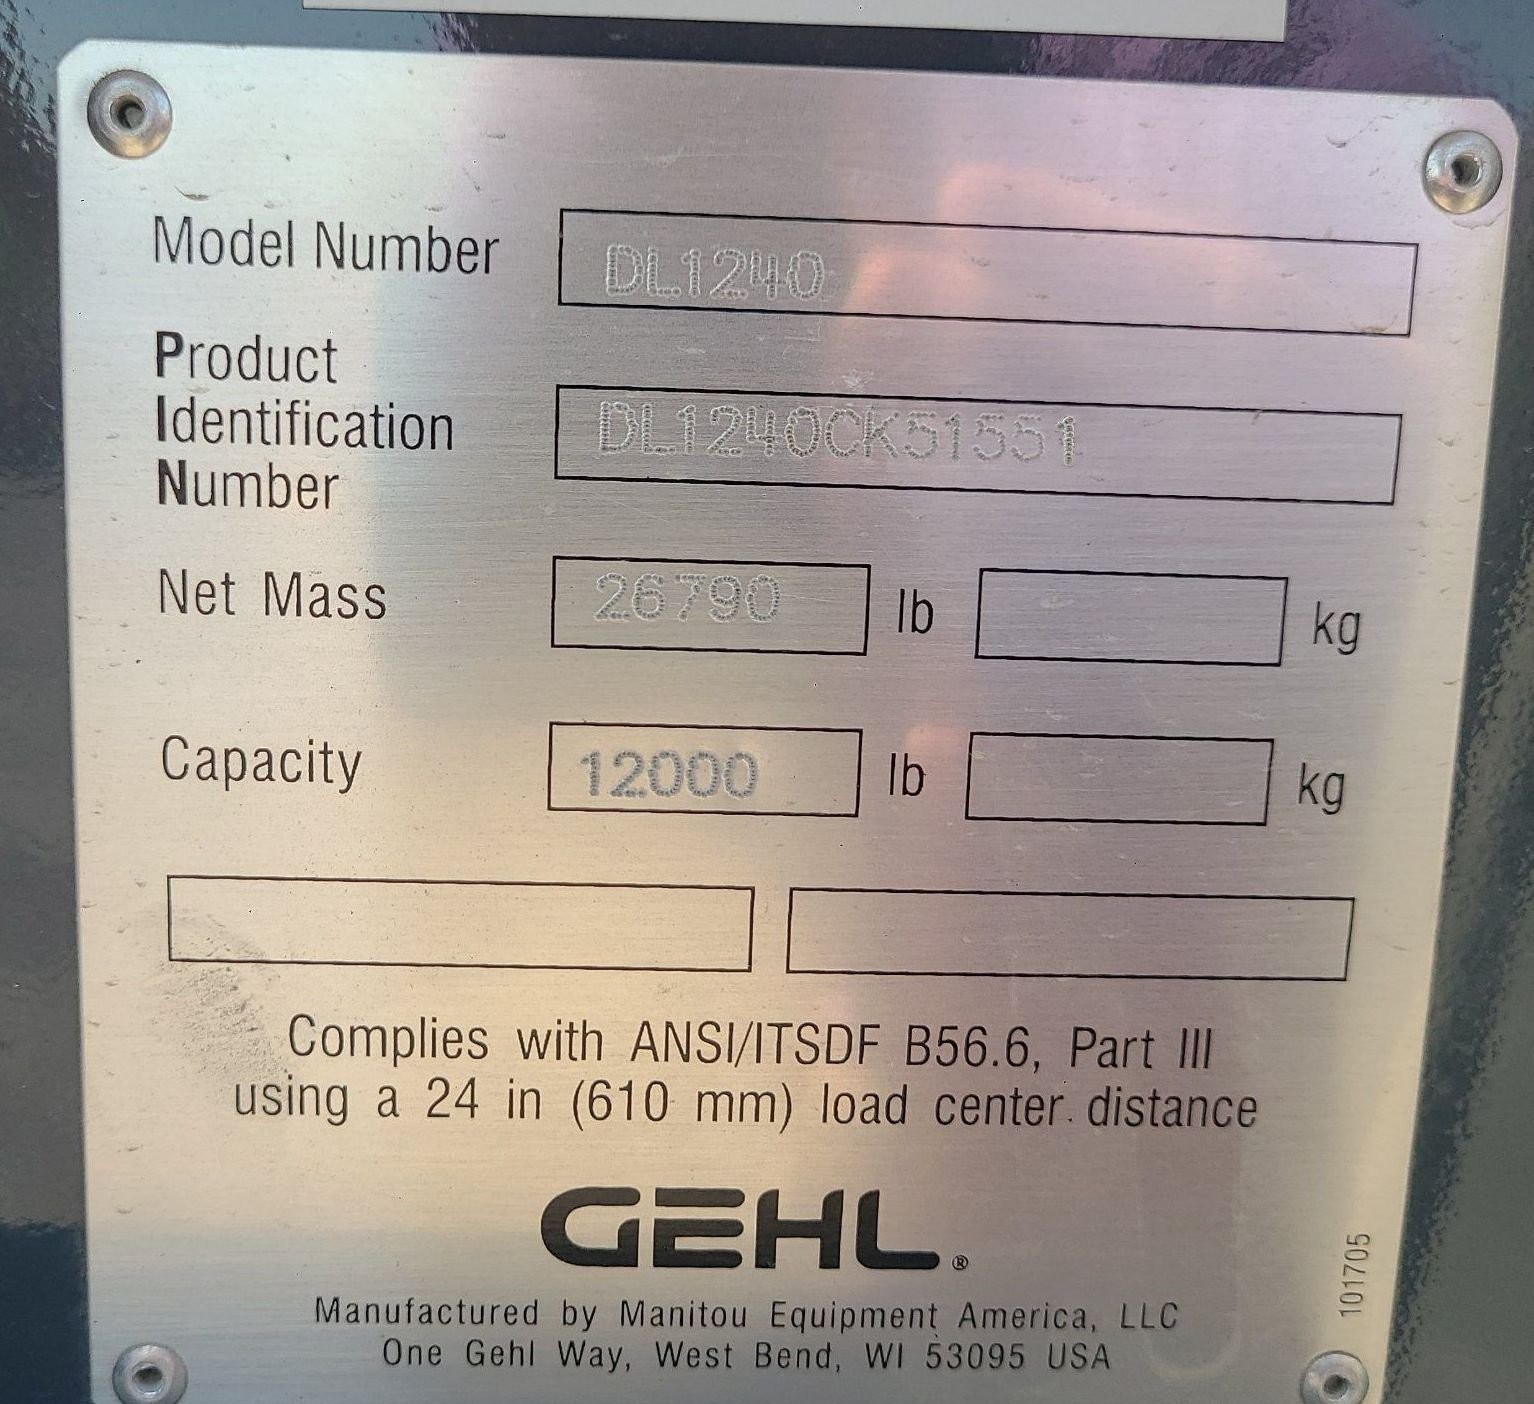 Model Number DL1240
Product
Identification DL1240CK51551
Number
Net Mass 26790 lb kg
Capacity 12000 lb kg
Complies with ANSI/ITSDF B56.6, Part III
using a 24 in (610 mm) load center distance
GEHL®
Manufactured by Manitou Equipment America, LLC
One Gehl Way, West Bend, WI 53095 USA
101705